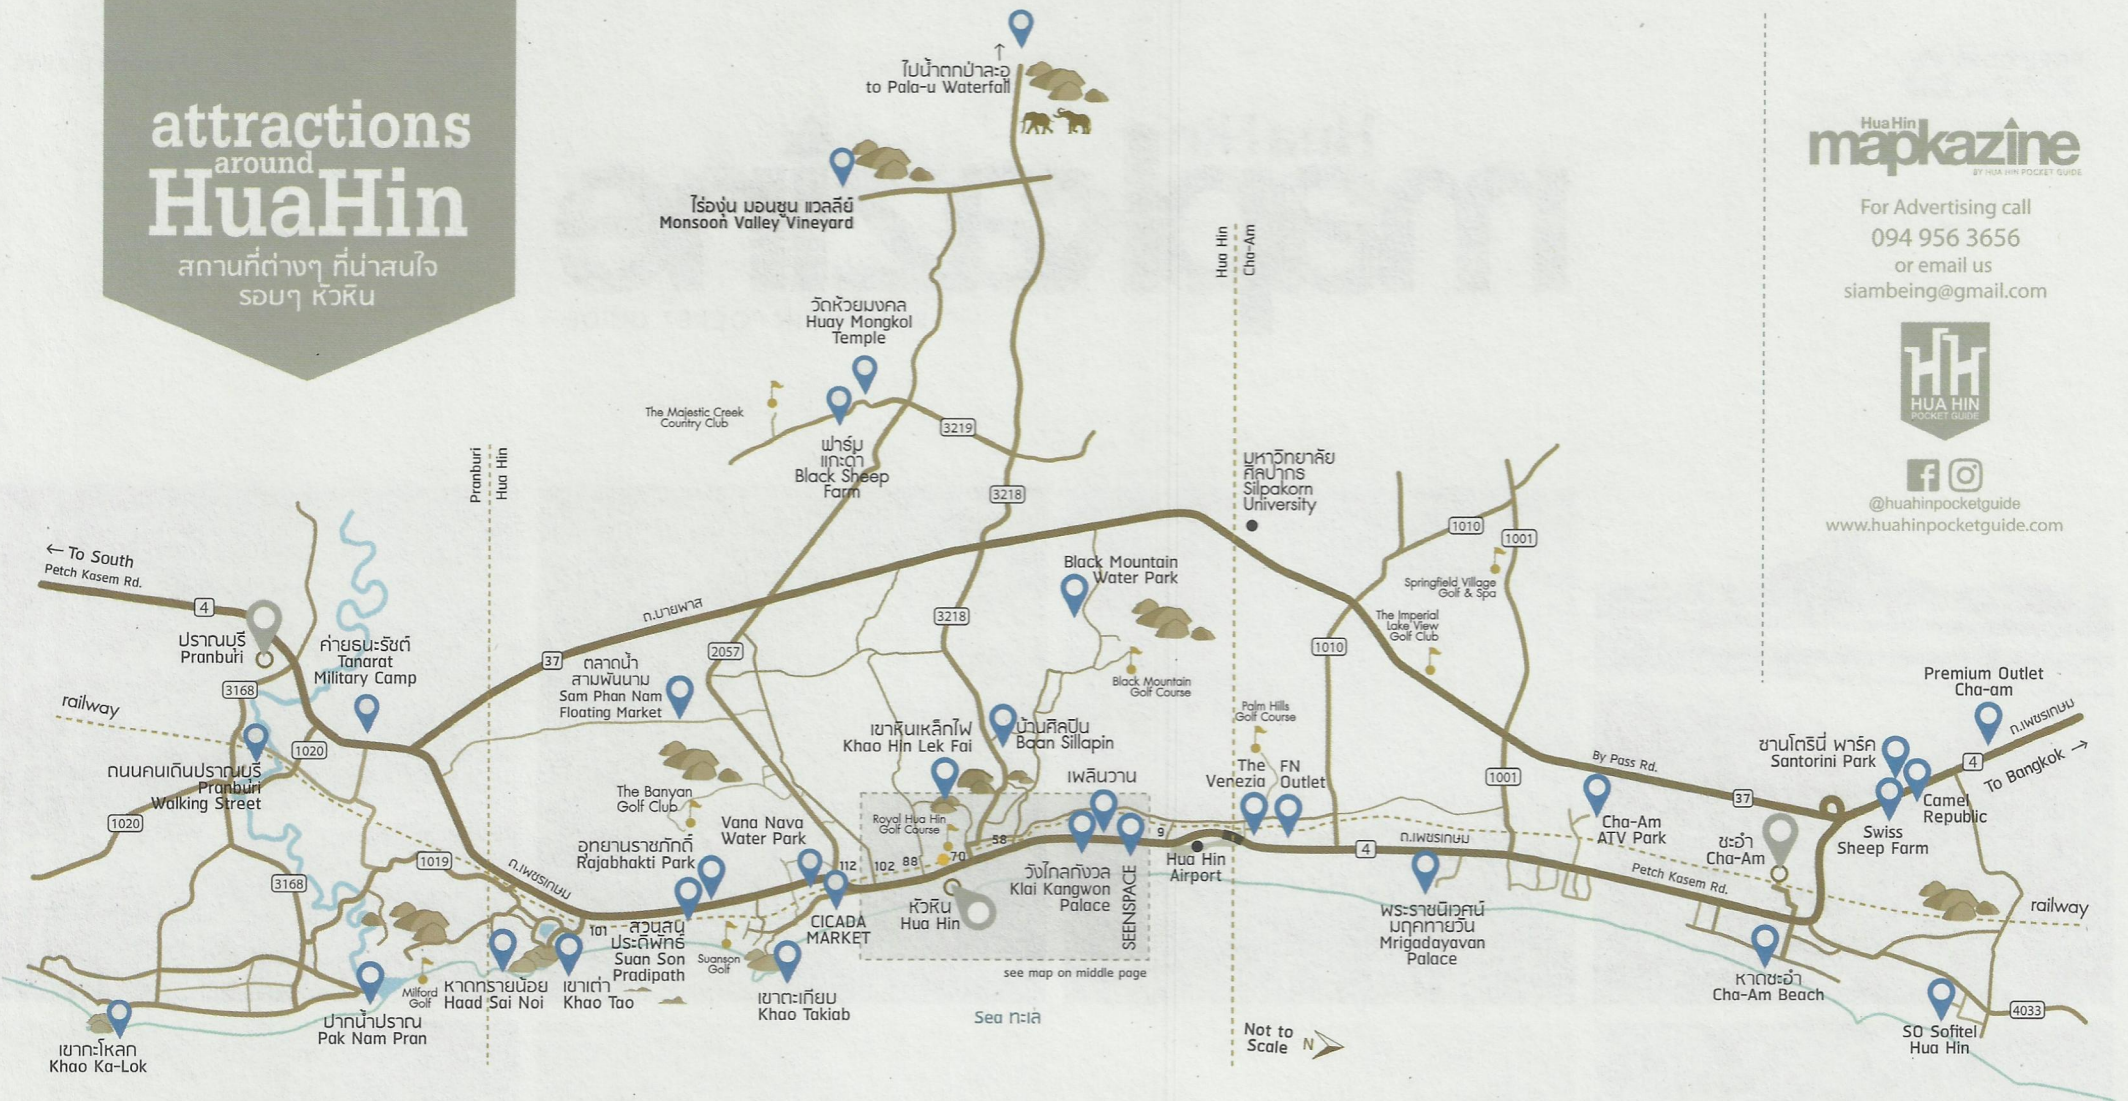 attractions
around
HuaHin
สถานที่ต่างๆ ที่น่าสนใจ
รอบๆ หัวหิน
ไปน้ำตกป่าละอู
to Pala-u Waterfall
ไร่องุ่น มอนซูน แวลลีย์
Monsoon Valley Vineyard
วัดห้วยมงคล
Huay Mongkol
Temple
The Majestic Creek
Country Club
ฟาร์ม
แกะดำ
Black Sheep
Farm
3219
3218
Hua Hin
Cha-Am
Pranburi
Hua Hin
มหาวิทยาลัย
ศิลปากร
Silpakorn
University
1010
1001
Springfield Village
Golf & Spa
The Imperial
Lake View
Golf Club
1010
Black Mountain
Water Park
Black Mountain
Golf Course
Palm Hills
Golf Course
← To South
Petch Kasem Rd.
4
ปราณบุรี
Pranburi
ค่ายธนะรัชต์
Tanarat
Military Camp
3168
railway
1020
ถนนคนเดินปราณบุรี
Pranburi
Walking Street
1020
3168
1019
37
ถ.บายพาส
2057
3218
ตลาดน้ำ
สามพันนาม
Sam Phan Nam
Floating Market
เขาหินเหล็กไฟ
Khao Hin Lek Fai
บ้านศิลปิน
Baan Sillapin
เพลินวาน
The Banyan
Golf Club
Vana Nava
Water Park
Royal Hua Hin
Golf Course
อุทยานราชภักดิ์
Rajabhakti Park
ถ.เพชรเกษม
101
112
102
88
70
58
9
สวนสน
ประดิพัทธ์
Suan Son
Pradipath
Suanson
Golf
CICADA
MARKET
หัวหิน
Hua Hin
วังไกลกังวล
Klai Kangwon
Palace
SEENSPACE
Hua Hin
Airport
see map on middle page
The
Venezia
FN
Outlet
4
ถ.เพชรเกษม
พระราชนิเวศน์
มฤคทายวัน
Mrigadayavan
Palace
1001
By Pass Rd.
37
Cha-Am
ATV Park
Petch Kasem Rd.
ชะอำ
Cha-Am
ซานโตรินี่ พาร์ค
Santorini Park
Swiss
Sheep Farm
Camel
Republic
Premium Outlet
Cha-am
ถ.เพชรเกษม
4
To Bangkok →
railway
หาดชะอำ
Cha-Am Beach
SO Sofitel
Hua Hin
4033
เขากะโหลก
Khao Ka-Lok
ปากน้ำปราณ
Pak Nam Pran
Milford
Golf
หาดทรายน้อย
Haad Sai Noi
เขาเต่า
Khao Tao
เขาตะเกียบ
Khao Takiab
Sea ทะเล
Not to
Scale
N
Hua Hin
mapkazine
BY HUA HIN POCKET GUIDE
For Advertising call
094 956 3656
or email us
siambeing@gmail.com
HH
HUA HIN
POCKET GUIDE
@huahinpocketguide
www.huahinpocketguide.com